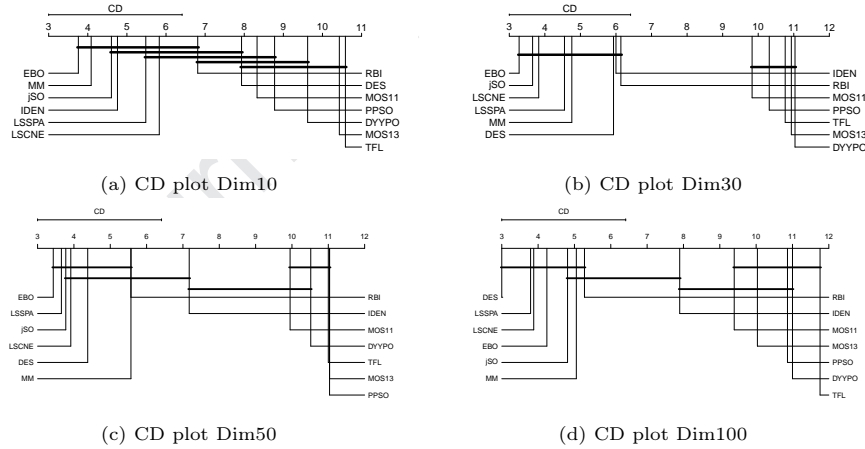 CD
3 4 5 6 7 8 9 10 11
EBO
MM
jSO
IDEN
LSSPA
LSCNE
RBI
DES
MOS11
PPSO
DYYPO
MOS13
TFL
(a) CD plot Dim10
CD
3 4 5 6 7 8 9 10 11
EBO
jSO
LSCNE
LSSPA
MM
DES
IDEN
RBI
MOS11
PPSO
TFL
MOS13
DYYPO
(b) CD plot Dim30
CD
3 4 5 6 7 8 9 10 11 12
EBO
LSSPA
jSO
LSCNE
DES
MM
RBI
IDEN
MOS11
DYYPO
TFL
MOS13
PPSO
(c) CD plot Dim50
CD
3 4 5 6 7 8 9 10 11 12
DES
LSSPA
LSCNE
EBO
jSO
MM
RBI
IDEN
MOS11
MOS13
PPSO
DYYPO
TFL
(d) CD plot Dim100